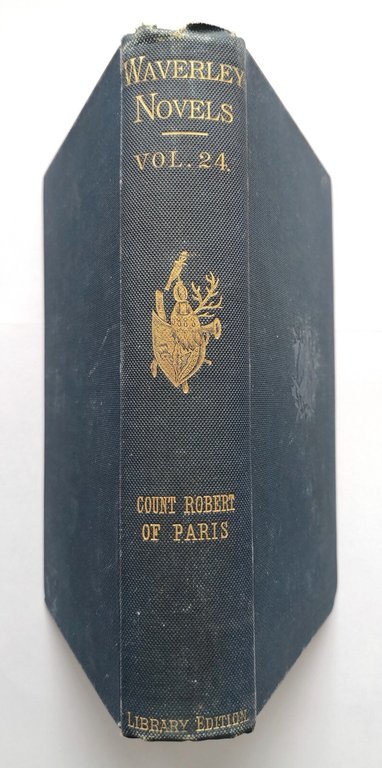 WAVERLEY
NOVELS
VOL. 24.
COUNT ROBERT
OF PARIS
LIBRARY EDITION.